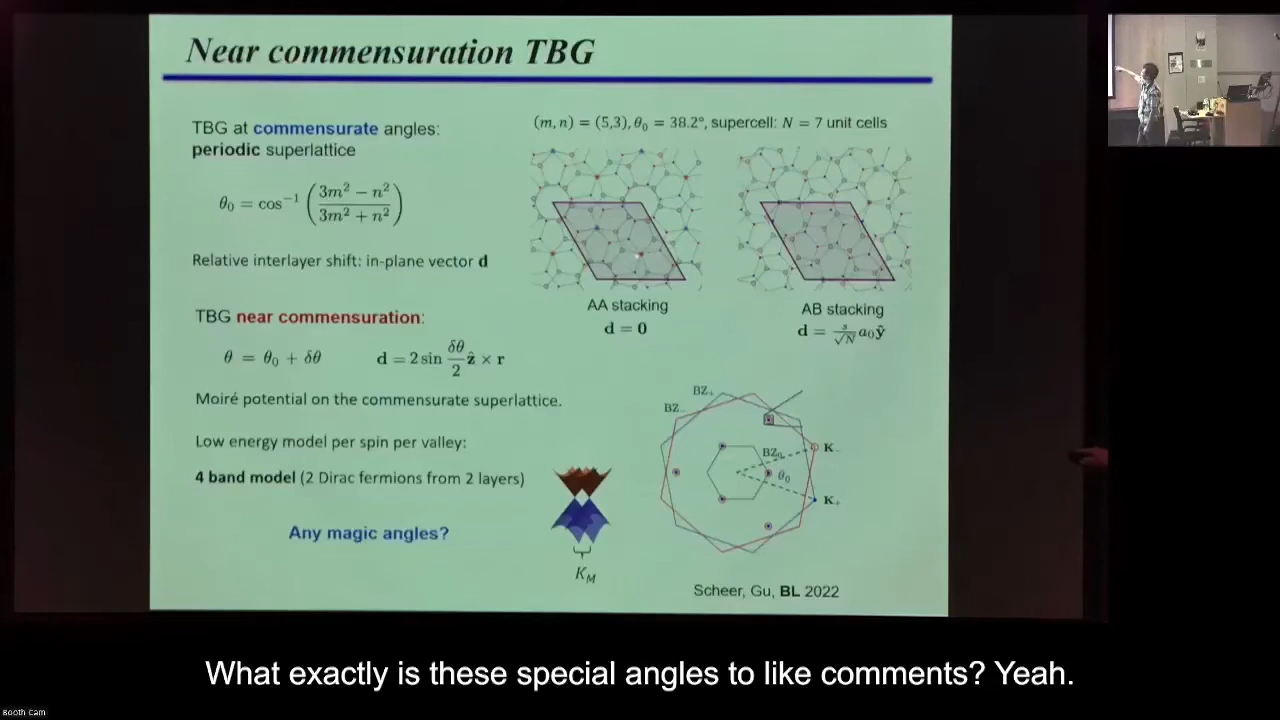 Near commensuration TBG
TBG at commensurate angles:
periodic superlattice
θ₀ = cos⁻¹ ( (3m² − n²) / (3m² + n²) )
Relative interlayer shift: in-plane vector d
TBG near commensuration:
θ = θ₀ + δθ d = 2 sin (δθ/2) ẑ × r
Moiré potential on the commensurate superlattice.
Low energy model per spin per valley:
4 band model (2 Dirac fermions from 2 layers)
Any magic angles?
K_M
(m, n) = (5,3), θ₀ = 38.2°, supercell: N = 7 unit cells
AA stacking
d = 0
AB stacking
a₀ŷ
BZ₊
BZ₋
BZ₀
θ₀
K₋
K₊
Scheer, Gu, BL 2022
What exactly is these special angles to like comments? Yeah.
Booth Cam